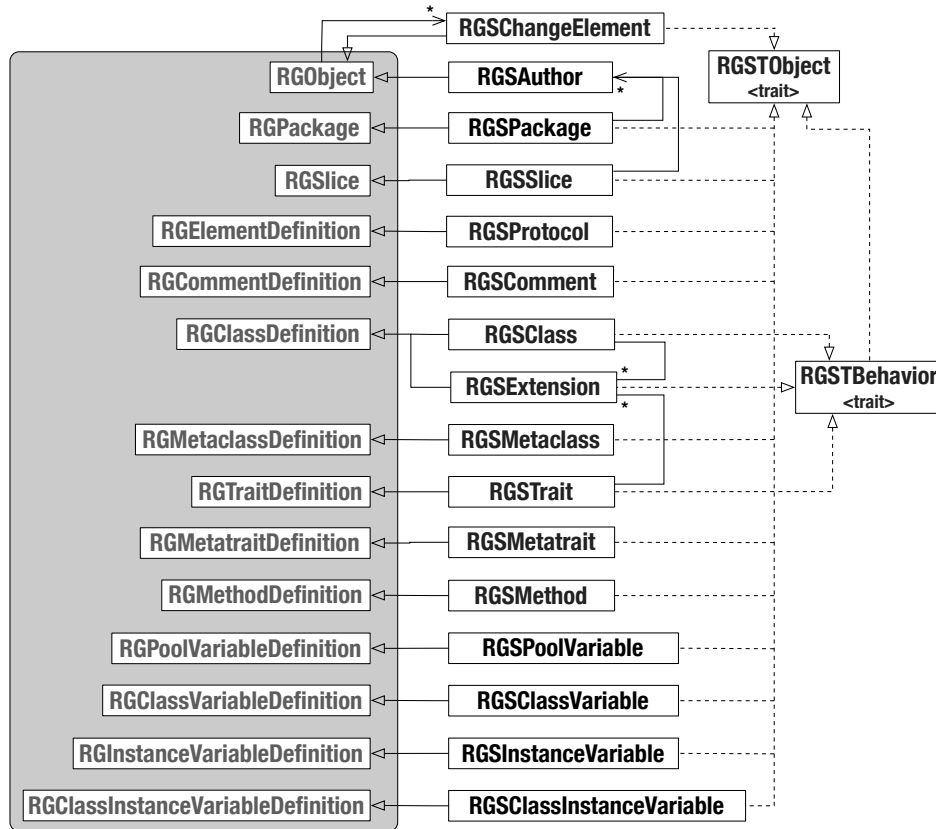 * RGSChangeElement
RGSTObject
<trait>
RGObject RGSAuthor
*
RGPackage RGSPackage
RGSlice RGSSlice
RGElementDefinition RGSProtocol
RGCommentDefinition RGSComment
RGClassDefinition RGSClass
*
RGSExtension
*
RGSTBehavior
<trait>
RGMetaclassDefinition RGSMetaclass
RGTraitDefinition RGSTrait
RGMetatraitDefinition RGSMetatrait
RGMethodDefinition RGSMethod
RGPoolVariableDefinition RGSPoolVariable
RGClassVariableDefinition RGSClassVariable
RGInstanceVariableDefinition RGSInstanceVariable
RGClassInstanceVariableDefinition RGSClassInstanceVariable